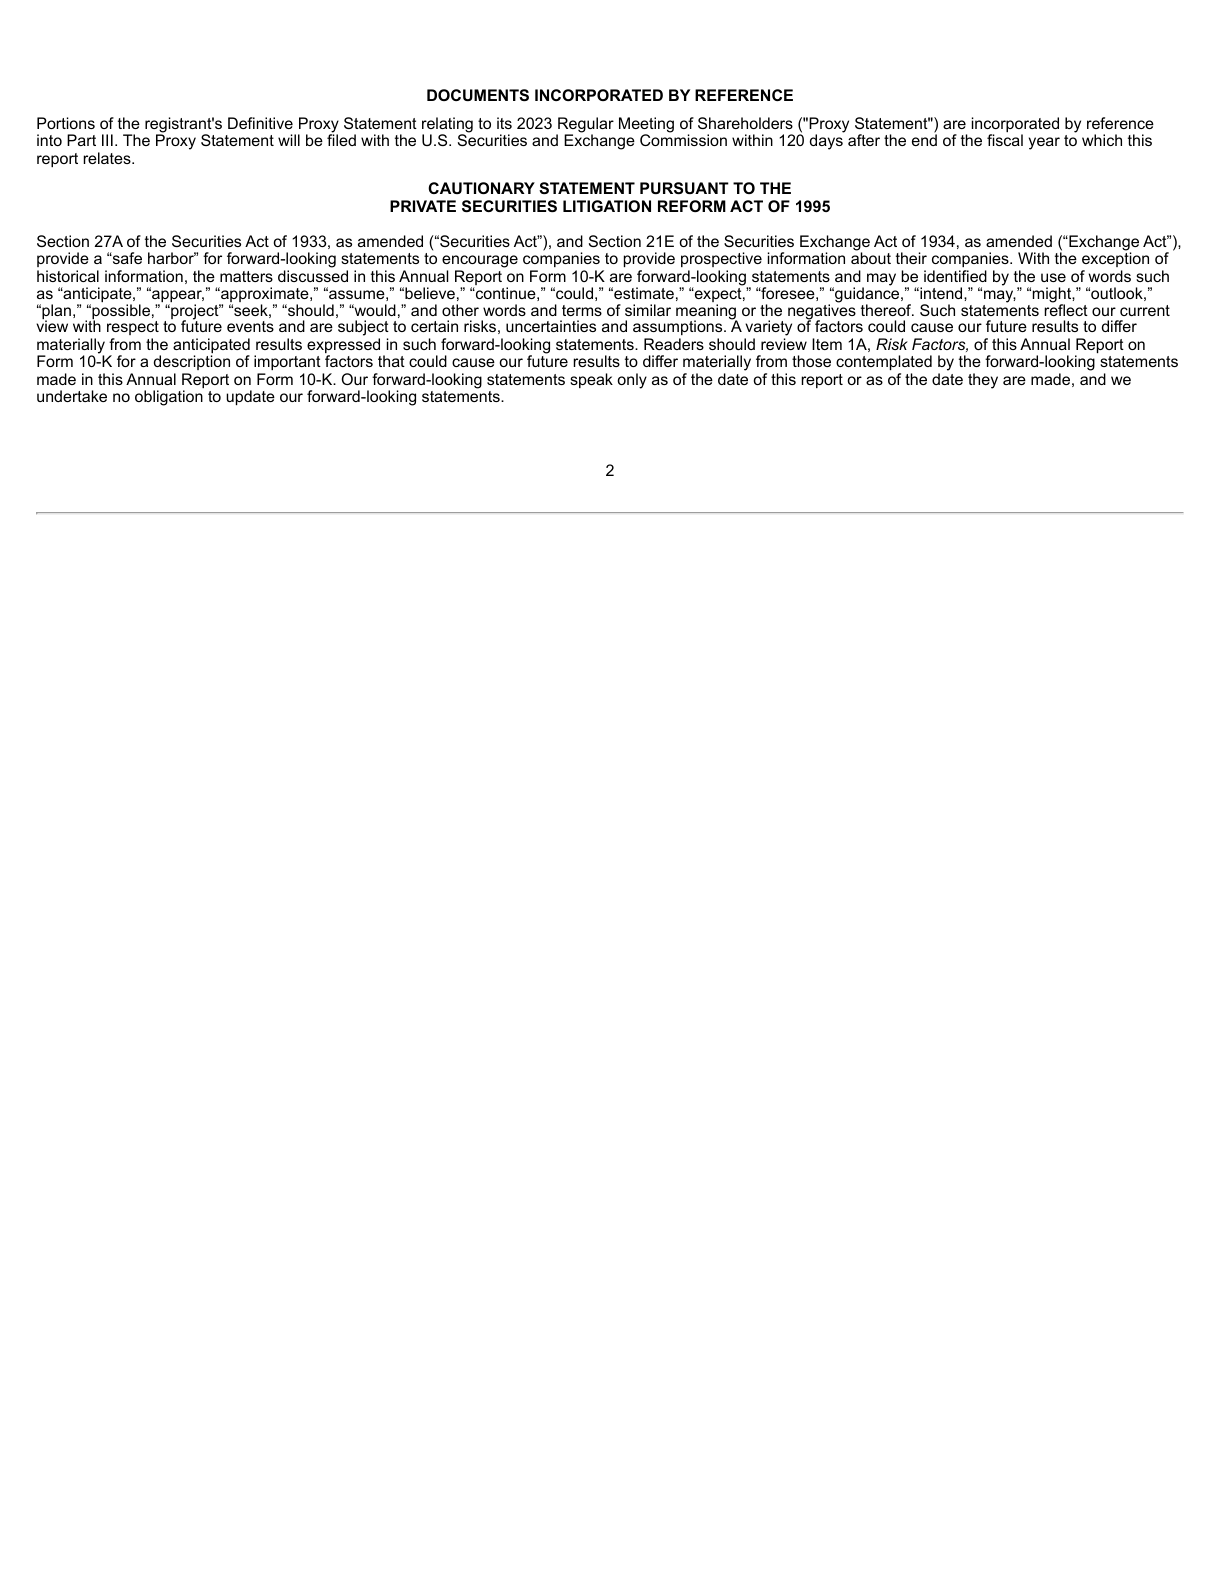 DOCUMENTS INCORPORATED BY REFERENCE
Portions of the registrant's Definitive Proxy Statement relating to its 2023 Regular Meeting of Shareholders ("Proxy Statement") are incorporated by reference
into Part III. The Proxy Statement will be filed with the U.S. Securities and Exchange Commission within 120 days after the end of the fiscal year to which this
report relates.
CAUTIONARY STATEMENT PURSUANT TO THE
PRIVATE SECURITIES LITIGATION REFORM ACT OF 1995
Section 27A of the Securities Act of 1933, as amended (“Securities Act”), and Section 21E of the Securities Exchange Act of 1934, as amended (“Exchange Act”),
provide a “safe harbor” for forward-looking statements to encourage companies to provide prospective information about their companies. With the exception of
historical information, the matters discussed in this Annual Report on Form 10-K are forward-looking statements and may be identified by the use of words such
as “anticipate,” “appear,” “approximate,” “assume,” “believe,” “continue,” “could,” “estimate,” “expect,” “foresee,” “guidance,” “intend,” “may,” “might,” “outlook,”
“plan,” “possible,” “project” “seek,” “should,” “would,” and other words and terms of similar meaning or the negatives thereof. Such statements reflect our current
view with respect to future events and are subject to certain risks, uncertainties and assumptions. A variety of factors could cause our future results to differ
materially from the anticipated results expressed in such forward-looking statements. Readers should review Item 1A, Risk Factors, of this Annual Report on
Form 10-K for a description of important factors that could cause our future results to differ materially from those contemplated by the forward-looking statements
made in this Annual Report on Form 10-K. Our forward-looking statements speak only as of the date of this report or as of the date they are made, and we
undertake no obligation to update our forward-looking statements.
2